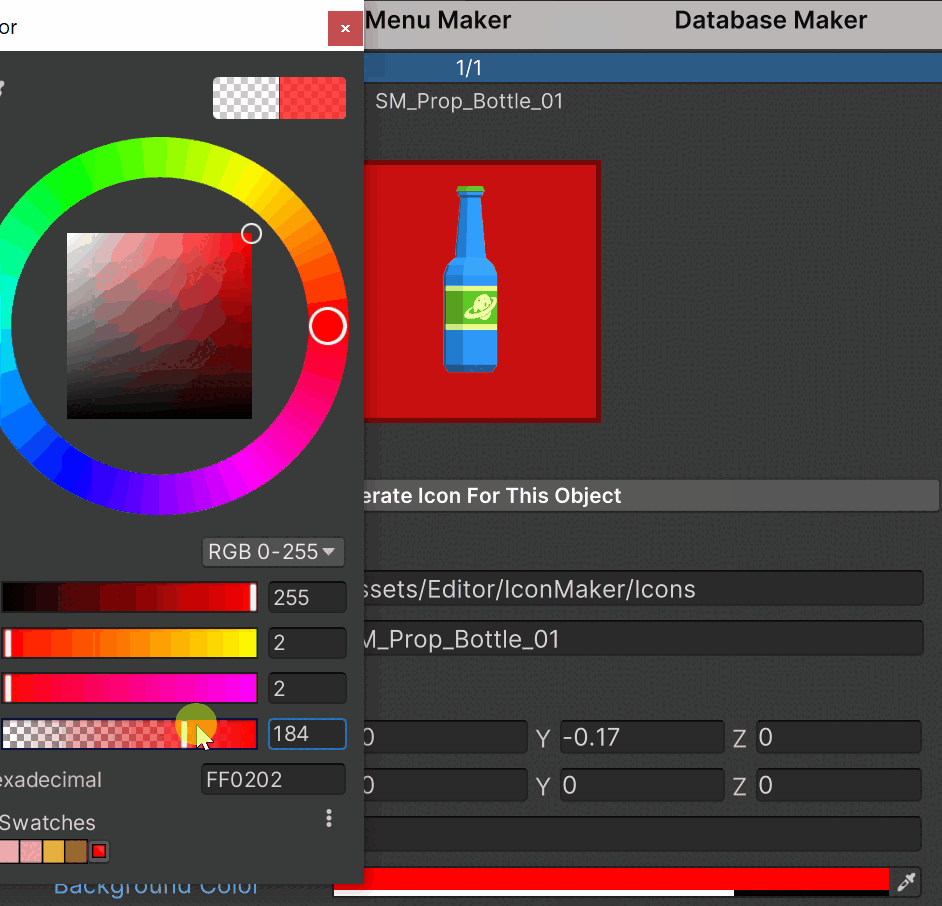 or
×
Menu Maker
Database Maker
1/1
SM_Prop_Bottle_01
erate Icon For This Object
RGB 0-255
255
ssets/Editor/IconMaker/Icons
2
M_Prop_Bottle_01
2
184
0
Y -0.17
Z 0
exadecimal
FF0202
0
Y 0
Z 0
Swatches
Background Color